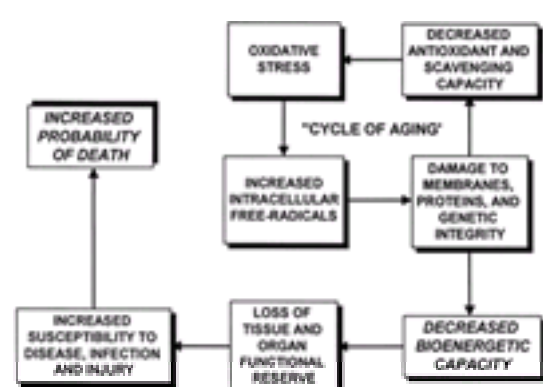 OXIDATIVE
STRESS
DECREASED
ANTIOXIDANT AND
SCAVENGING
CAPACITY
INCREASED
PROBABILITY
OF DEATH
"CYCLE OF AGING'
INCREASED
INTRACELLULAR
FREE-RADICALS
DAMAGE TO
MEMBRANES,
PROTEINS, AND
GENETIC
INTEGRITY
INCREASED
SUSCEPTIBILITY TO
DISEASE, INFECTION
AND INJURY
LOSS OF
TISSUE AND
ORGAN
FUNCTIONAL
RESERVE
DECREASED
BIOENERGETIC
CAPACITY